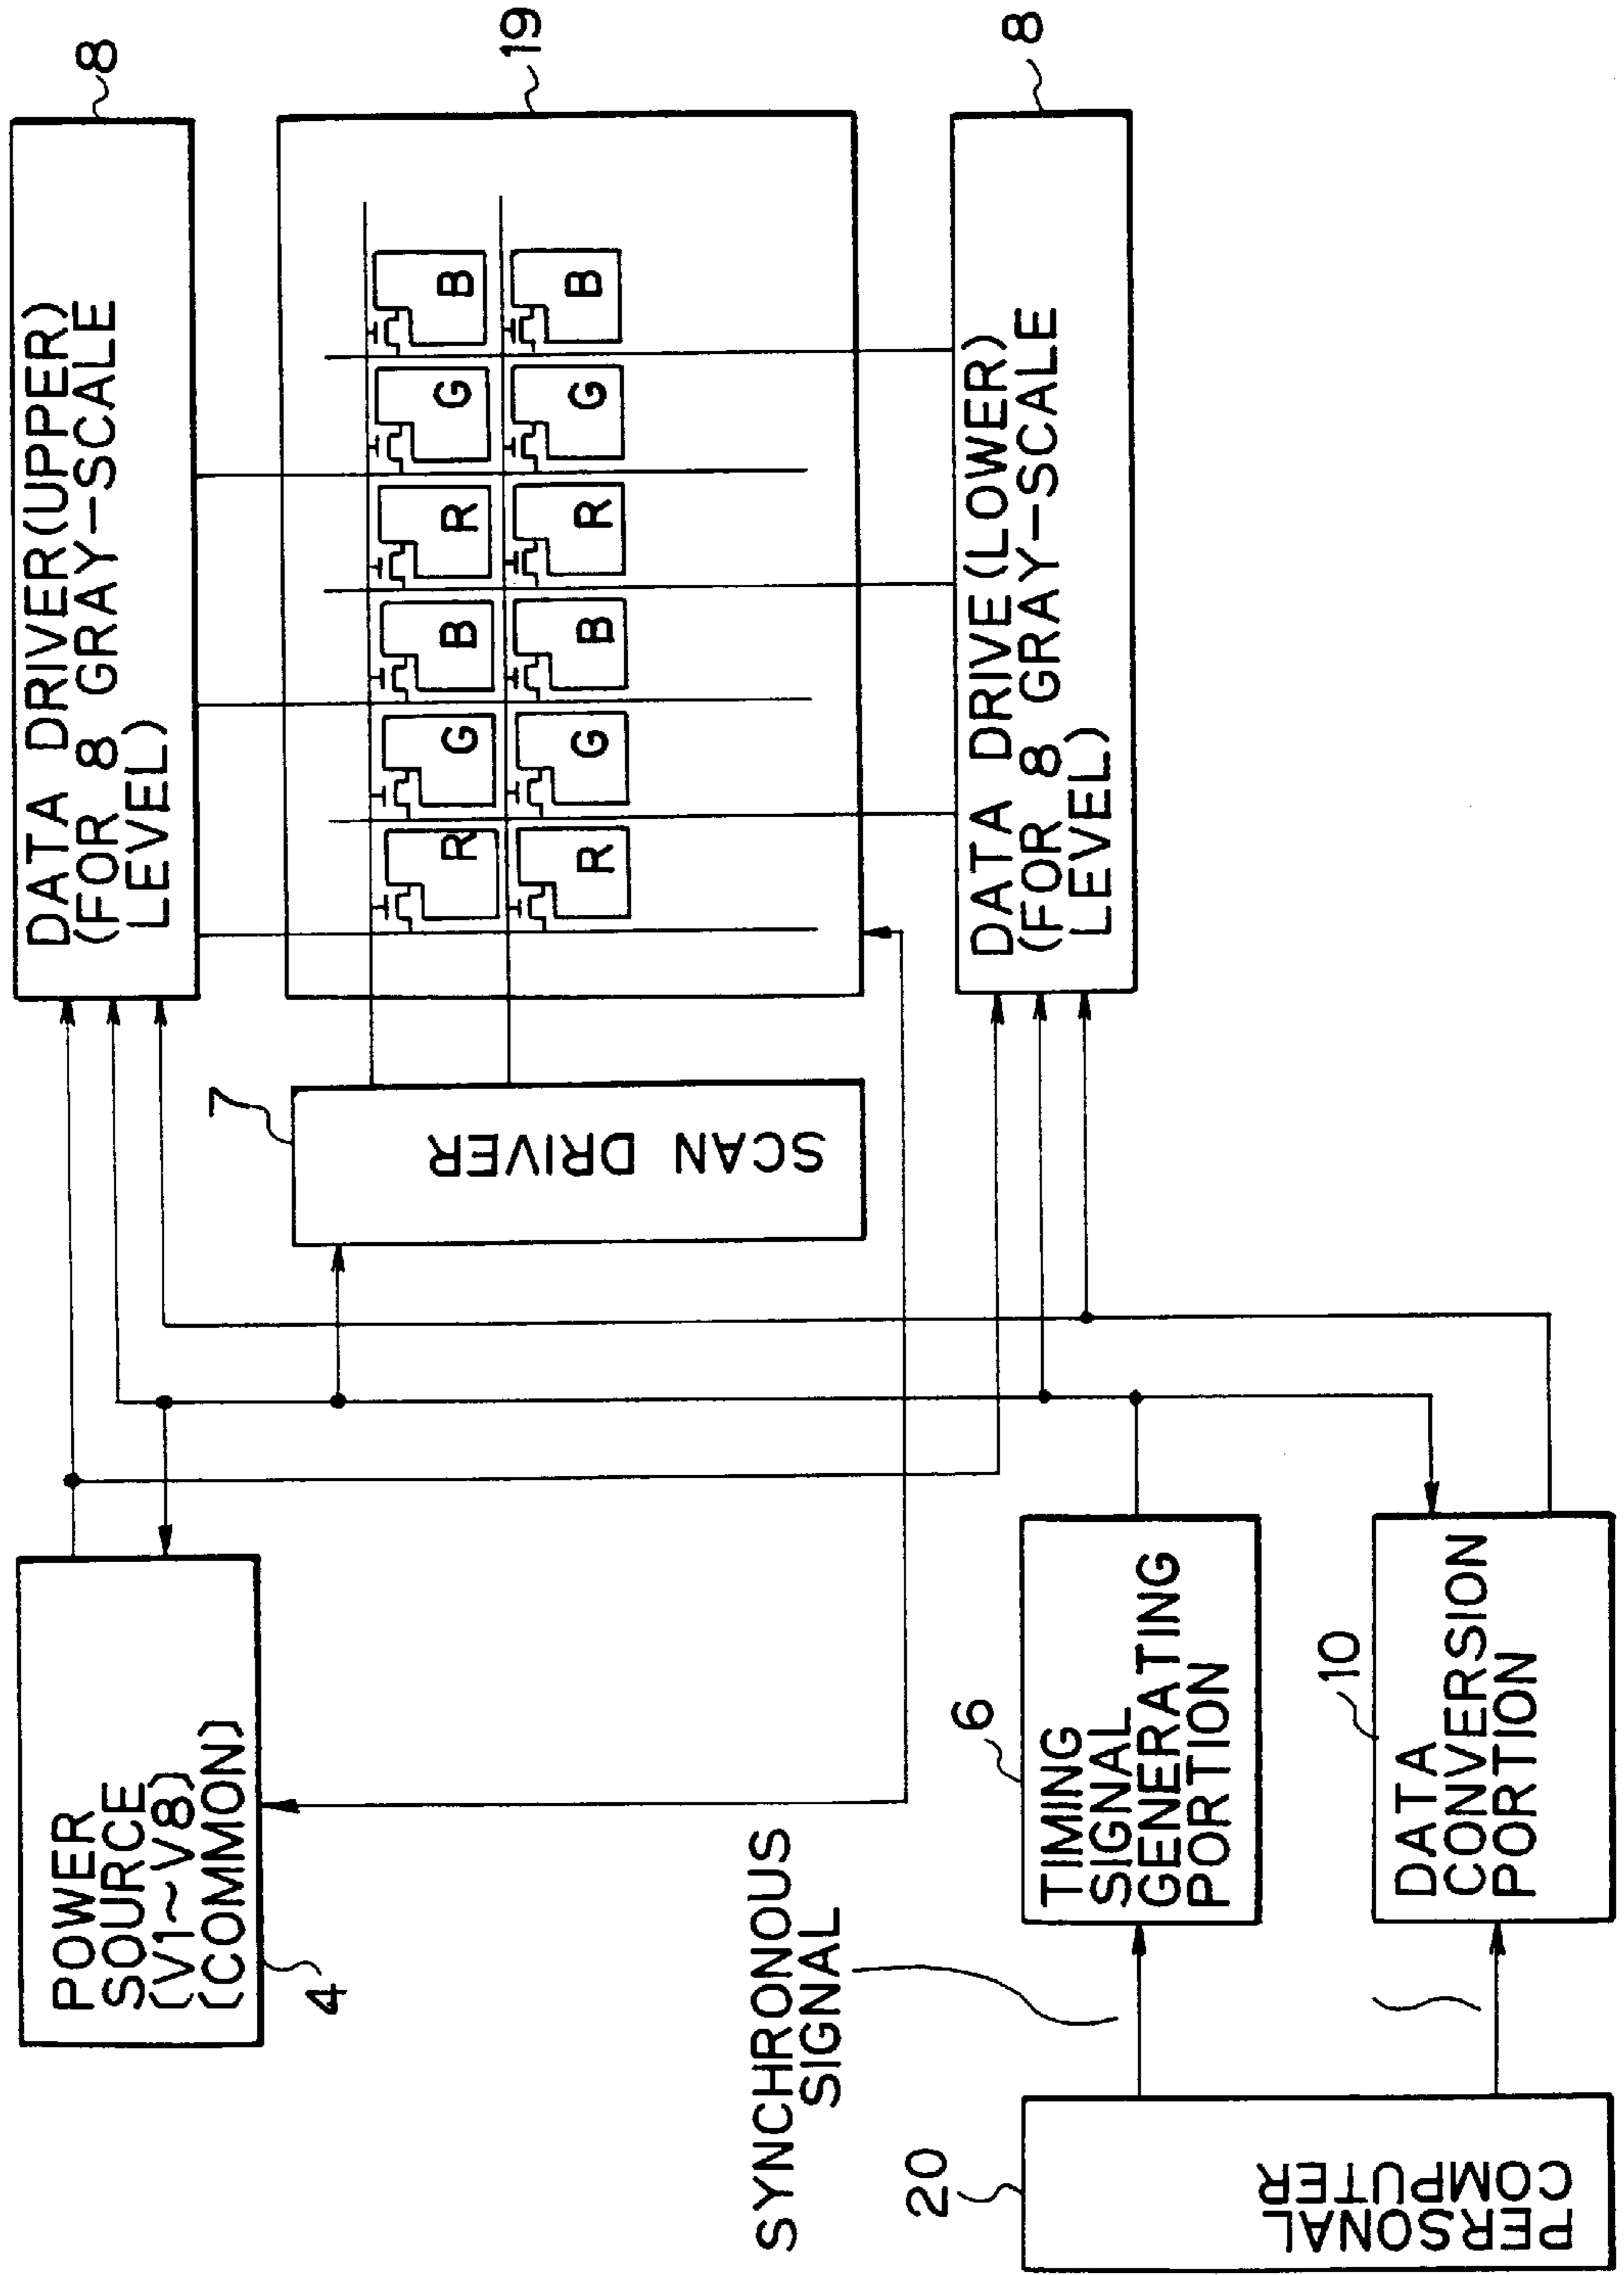 DATA DRIVER(UPPER)
(FOR 8 GRAY-SCALE
LEVEL)
8
19
R
G
B
R
G
B
R
G
B
R
G
B
7
SCAN DRIVER
DATA DRIVE(LOWER)
(FOR 8 GRAY-SCALE
LEVEL)
8
POWER
SOURCE
(V1~V8)
(COMMON)
4
SYNCHRONOUS
SIGNAL
6
TIMING
SIGNAL
GENERATING
PORTION
10
DATA
CONVERSION
PORTION
20
PERSONAL
COMPUTER